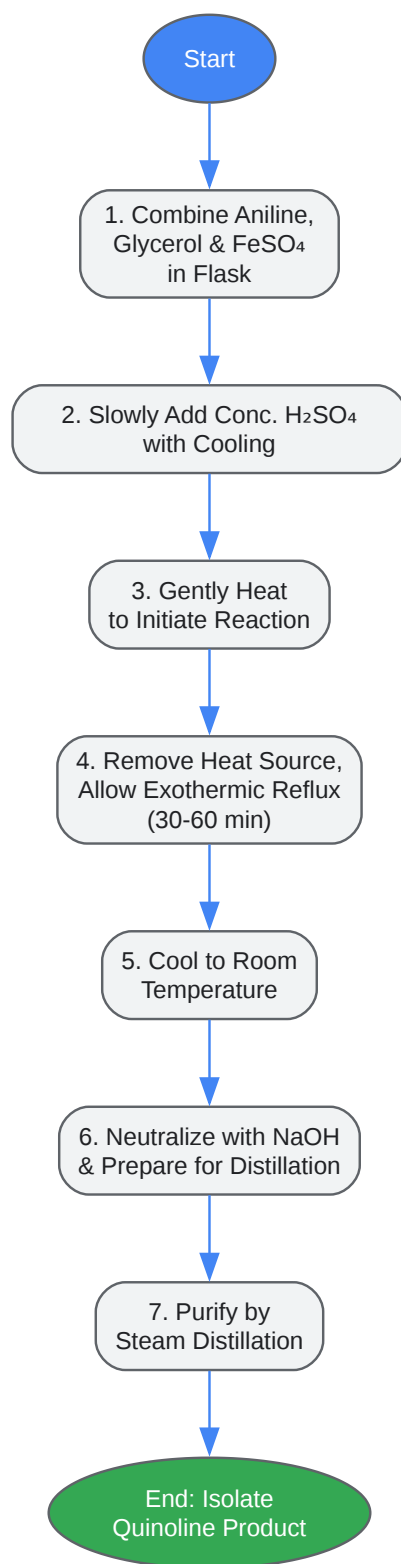 Start
1. Combine Aniline,
Glycerol & FeSO₄
in Flask
2. Slowly Add Conc. H₂SO₄
with Cooling
3. Gently Heat
to Initiate Reaction
4. Remove Heat Source,
Allow Exothermic Reflux
(30-60 min)
5. Cool to Room
Temperature
6. Neutralize with NaOH
& Prepare for Distillation
7. Purify by
Steam Distillation
End: Isolate
Quinoline Product